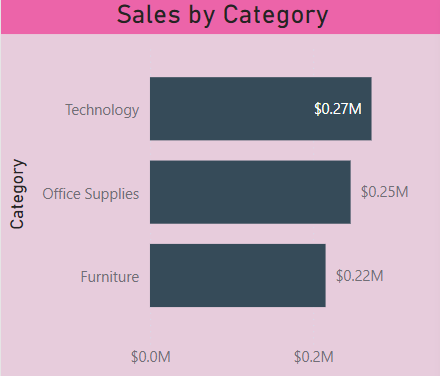 Sales by Category
Category
Technology
$0.27M
Office Supplies
$0.25M
Furniture
$0.22M
$0.0M $0.2M